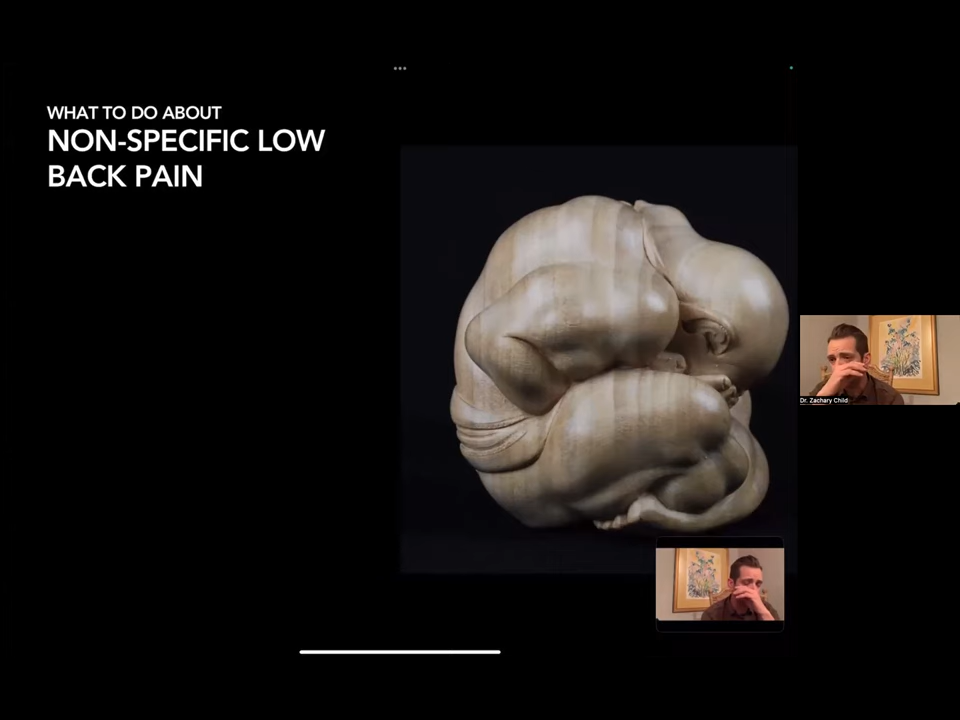 WHAT TO DO ABOUT
NON-SPECIFIC LOW
BACK PAIN
Dr. Zachary Child